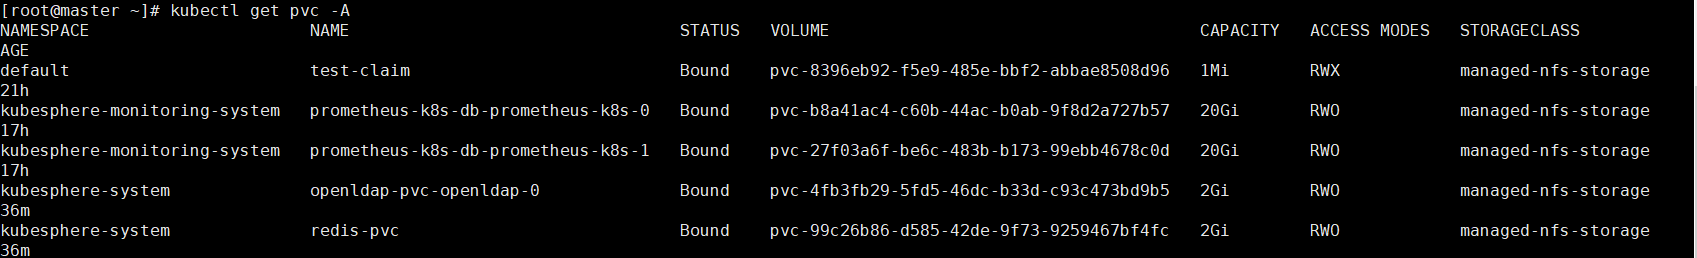 [root@master ~]# kubectl get pvc -A
NAMESPACE                      NAME                                 STATUS   VOLUME                                     CAPACITY   ACCESS MODES   STORAGECLASS
AGE
default                        test-claim                           Bound    pvc-8396eb92-f5e9-485e-bbf2-abbae8508d96   1Mi        RWX            managed-nfs-storage
21h
kubesphere-monitoring-system   prometheus-k8s-db-prometheus-k8s-0   Bound    pvc-b8a41ac4-c60b-44ac-b0ab-9f8d2a727b57   20Gi       RWO            managed-nfs-storage
17h
kubesphere-monitoring-system   prometheus-k8s-db-prometheus-k8s-1   Bound    pvc-27f03a6f-be6c-483b-b173-99ebb4678c0d   20Gi       RWO            managed-nfs-storage
17h
kubesphere-system              openldap-pvc-openldap-0              Bound    pvc-4fb3fb29-5fd5-46dc-b33d-c93c473bd9b5   2Gi        RWO            managed-nfs-storage
36m
kubesphere-system              redis-pvc                            Bound    pvc-99c26b86-d585-42de-9f73-9259467bf4fc   2Gi        RWO            managed-nfs-storage
36m